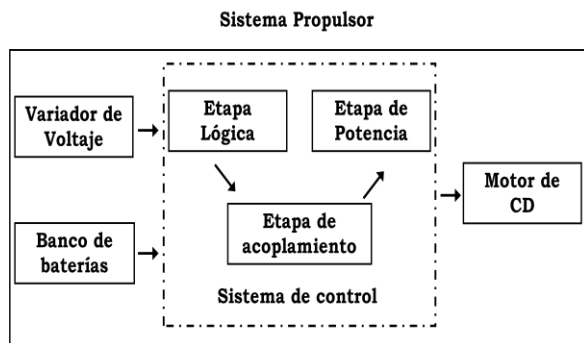 Sistema Propulsor
Variador de
Voltaje
Etapa
Lógica
Etapa de
Potencia
Motor de
CD
Banco de
baterías
Etapa de
acoplamiento
Sistema de control